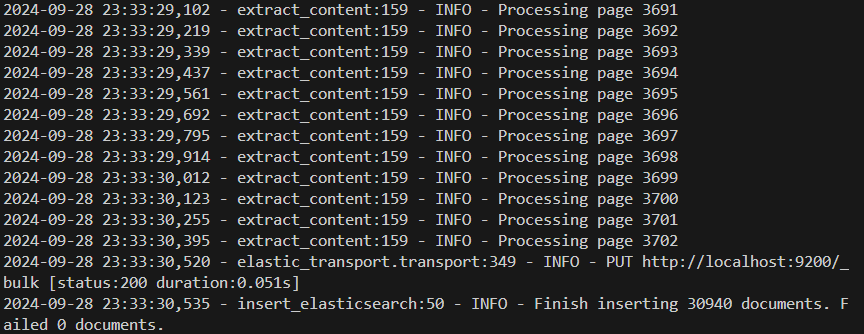 2024-09-28 23:33:29,102 - extract_content:159 - INFO - Processing page 3691
2024-09-28 23:33:29,219 - extract_content:159 - INFO - Processing page 3692
2024-09-28 23:33:29,339 - extract_content:159 - INFO - Processing page 3693
2024-09-28 23:33:29,437 - extract_content:159 - INFO - Processing page 3694
2024-09-28 23:33:29,561 - extract_content:159 - INFO - Processing page 3695
2024-09-28 23:33:29,692 - extract_content:159 - INFO - Processing page 3696
2024-09-28 23:33:29,795 - extract_content:159 - INFO - Processing page 3697
2024-09-28 23:33:29,914 - extract_content:159 - INFO - Processing page 3698
2024-09-28 23:33:30,012 - extract_content:159 - INFO - Processing page 3699
2024-09-28 23:33:30,123 - extract_content:159 - INFO - Processing page 3700
2024-09-28 23:33:30,255 - extract_content:159 - INFO - Processing page 3701
2024-09-28 23:33:30,395 - extract_content:159 - INFO - Processing page 3702
2024-09-28 23:33:30,520 - elastic_transport.transport:349 - INFO - PUT http://localhost:9200/_
bulk [status:200 duration:0.051s]
2024-09-28 23:33:30,535 - insert_elasticsearch:50 - INFO - Finish inserting 30940 documents. F
ailed 0 documents.